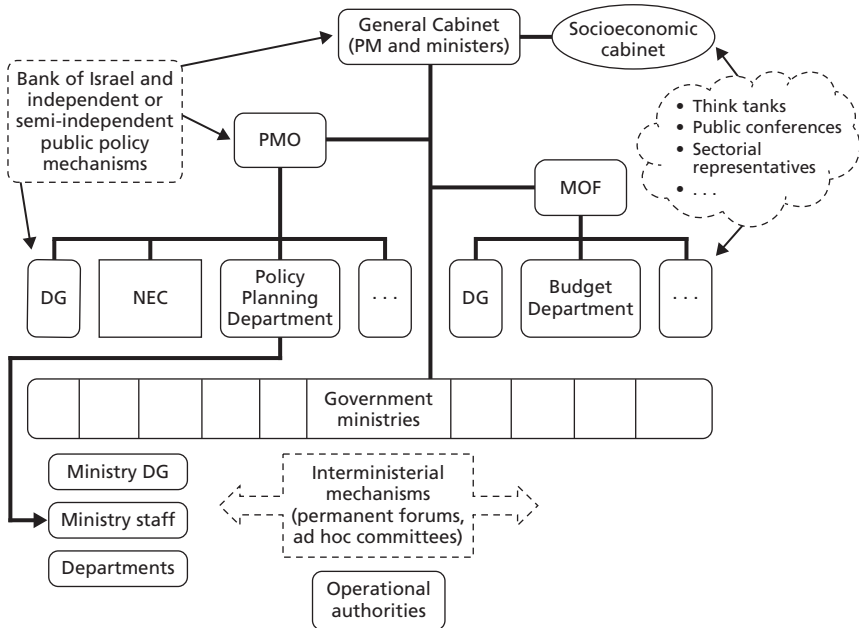 General Cabinet
(PM and ministers)
Socioeconomic
cabinet
Bank of Israel and
independent or
semi-independent
public policy
mechanisms
• Think tanks
• Public conferences
• Sectorial
representatives
• . . .
PMO
MOF
DG
NEC
Policy
Planning
Department
. . .
DG
Budget
Department
. . .
Government
ministries
Ministry DG
Ministry staff
Departments
Interministerial
mechanisms
(permanent forums,
ad hoc committees)
Operational
authorities